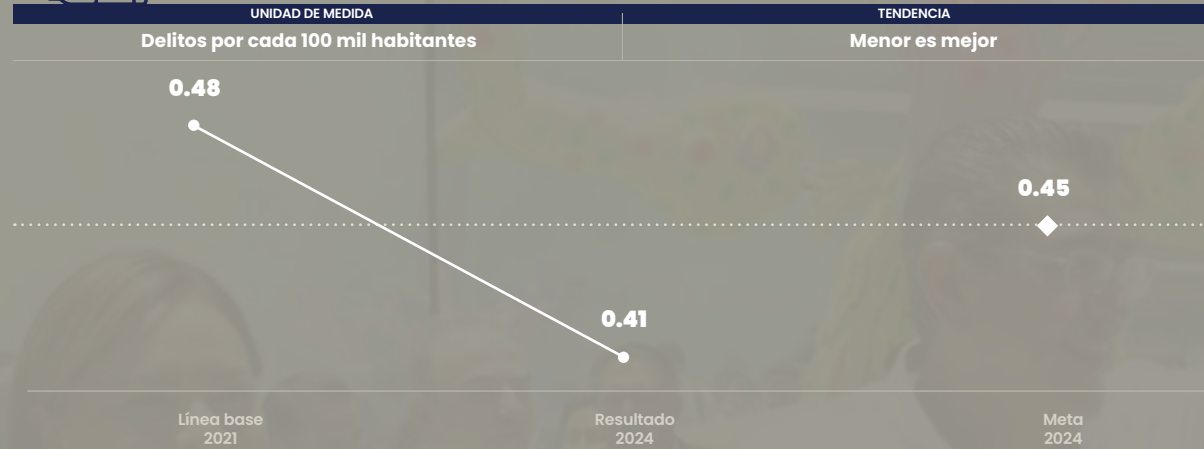 UNIDAD DE MEDIDA
TENDENCIA
Delitos por cada 100 mil habitantes
Menor es mejor
0.48
0.45
0.41
Línea base
2021
Resultado
2024
Meta
2024